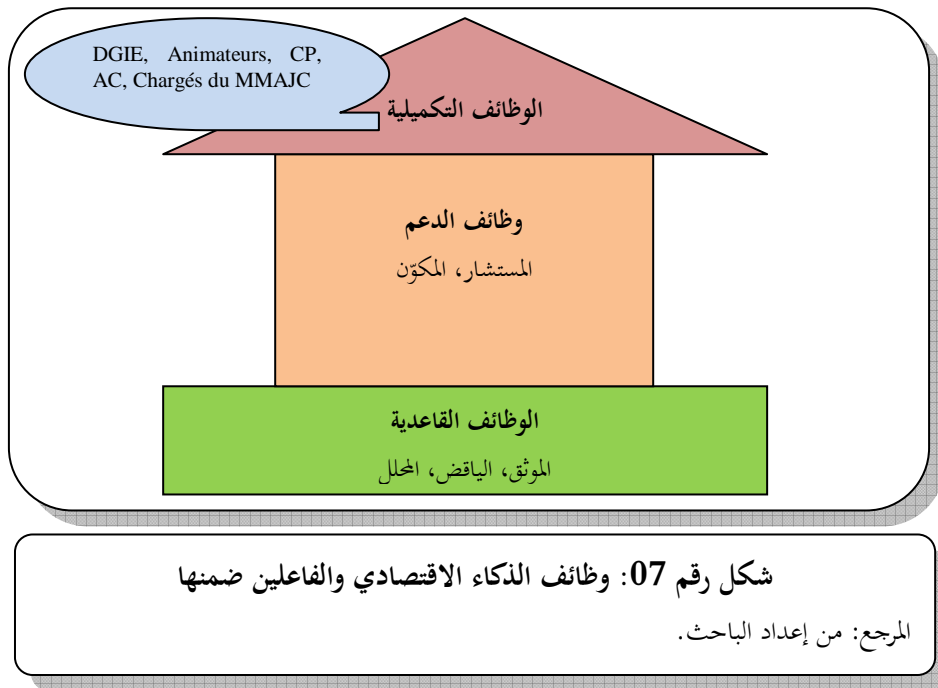 DGIE, Animateurs, CP,
AC, Chargés du MMAJC
الوظائف التكميلية
وظائف الدعم
المستشار، المكوّن
الوظائف القاعدية
الموثق، الياقض، المحلل
شكل رقم 07: وظائف الذكاء الاقتصادي والفاعلين ضمنها
المرجع: من إعداد الباحث.